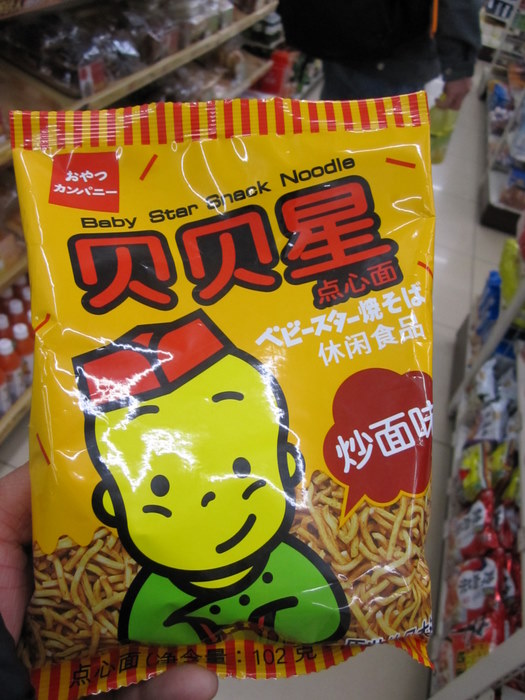 おやつ
カンパニー
Baby Star Snack Noodle
贝贝星
点心面
ベビースター焼そば
休闲食品
炒面味
点心面 净含量:102克